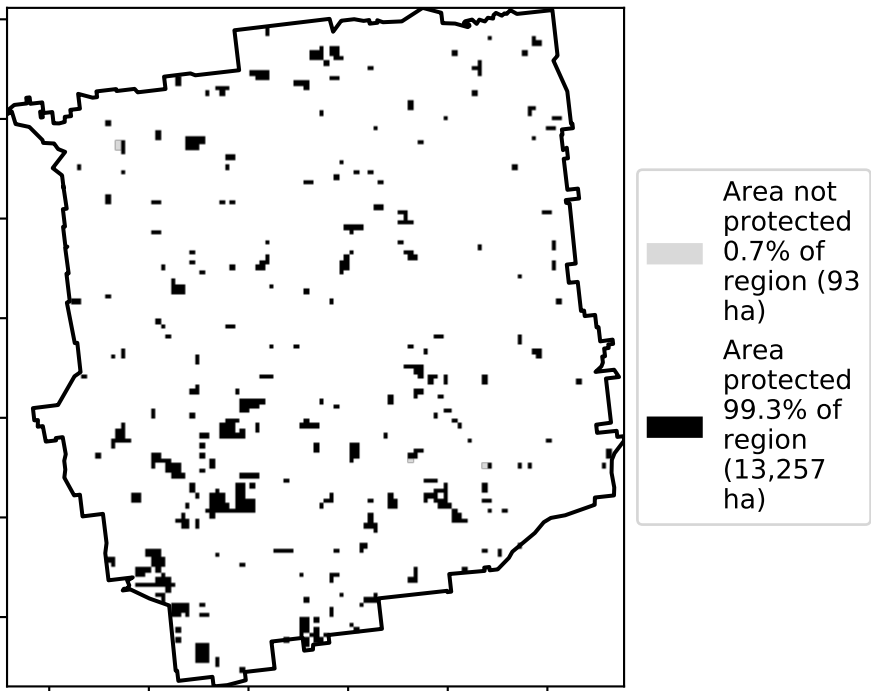 Area not
protected
0.7% of
region (93
ha)
Area
protected
99.3% of
region
(13,257
ha)